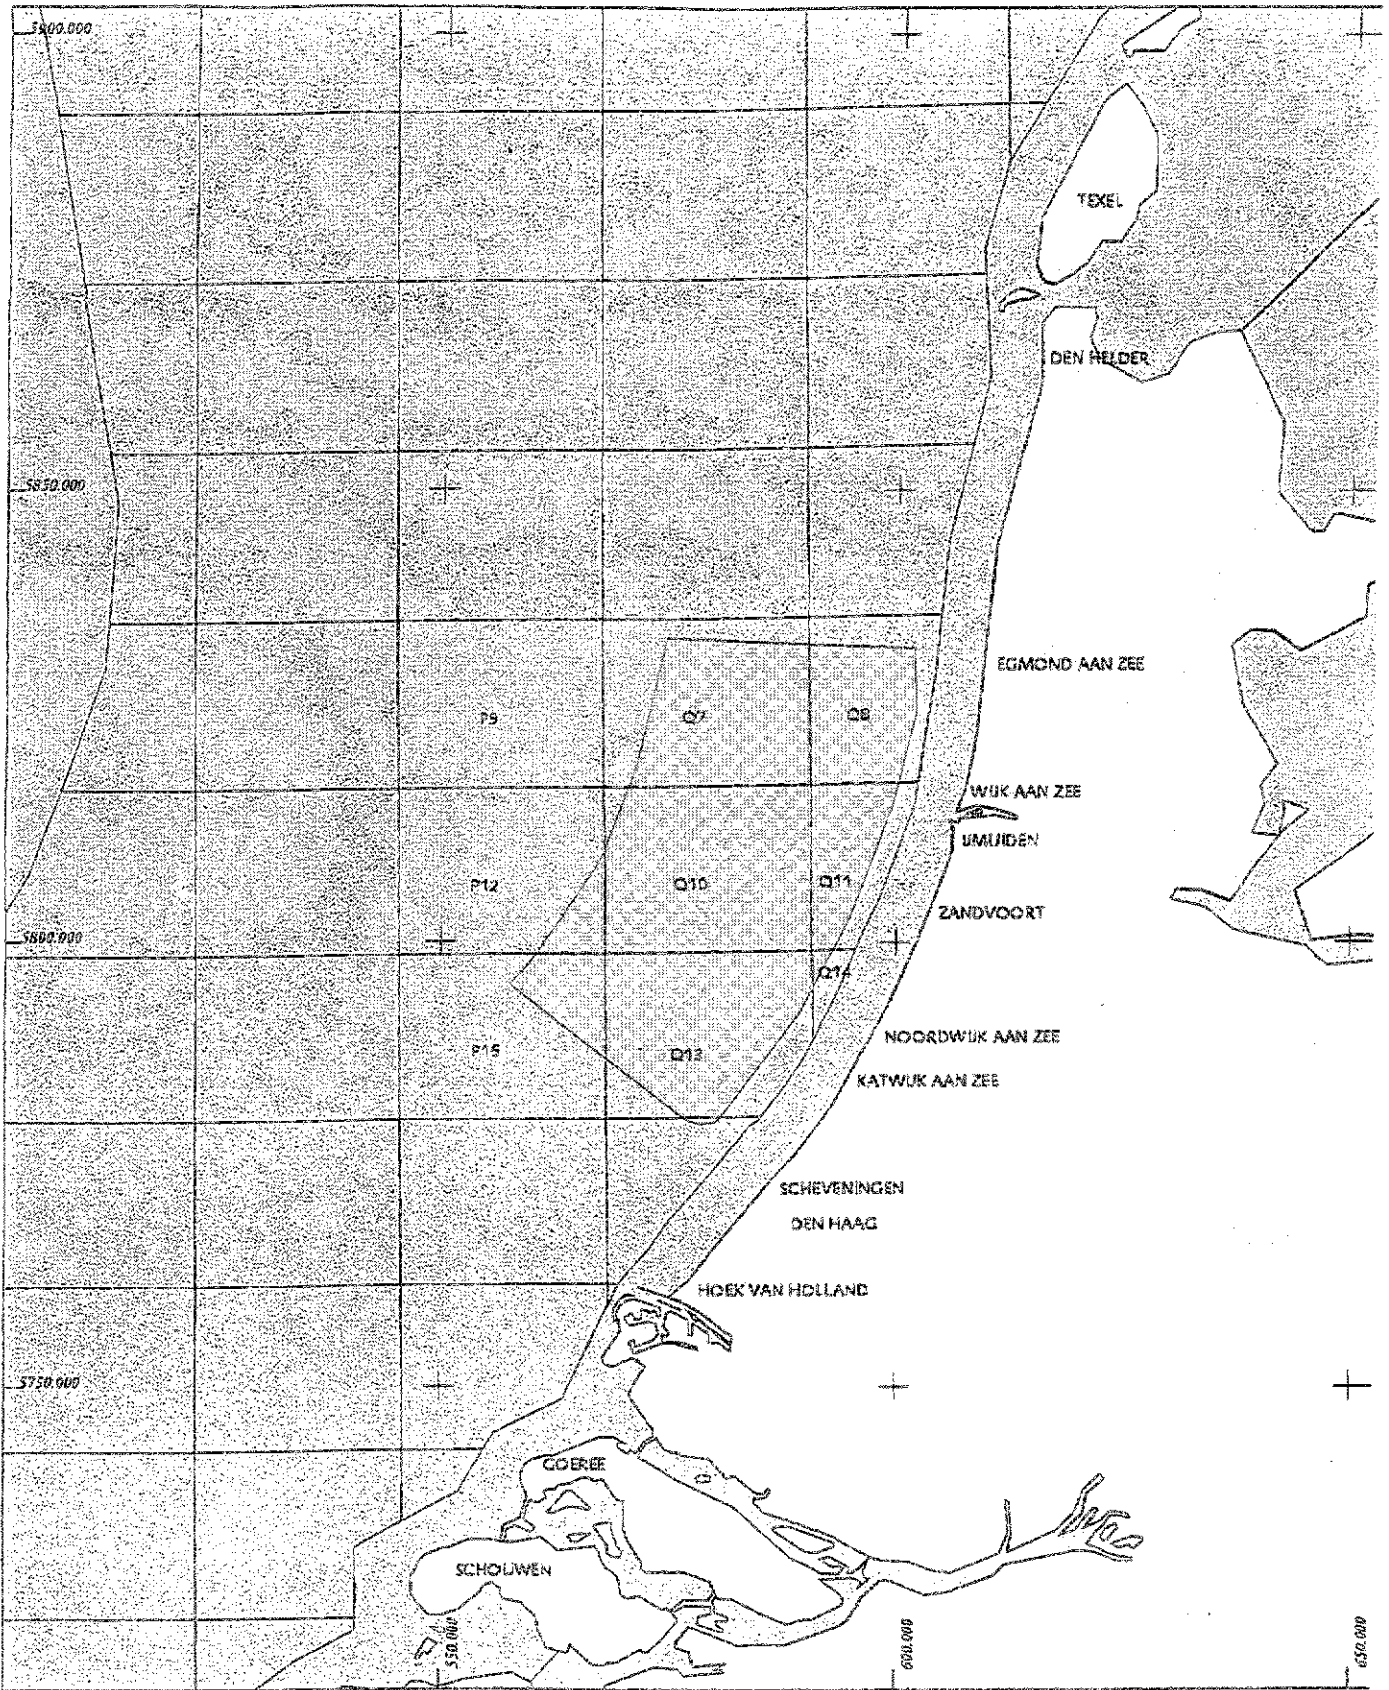 5900.000
TEXEL
DEN HELDER
5850.000
EGMOND AAN ZEE
P9
Q7
Q8
WIJK AAN ZEE
IJMUIDEN
P12
Q10
Q11
ZANDVOORT
5800.000
Q14
NOORDWIJK AAN ZEE
P15
Q13
KATWIJK AAN ZEE
SCHEVENINGEN
DEN HAAG
HOEK VAN HOLLAND
5750.000
GOEREE
SCHOUWEN
550.000
600.000
650.000